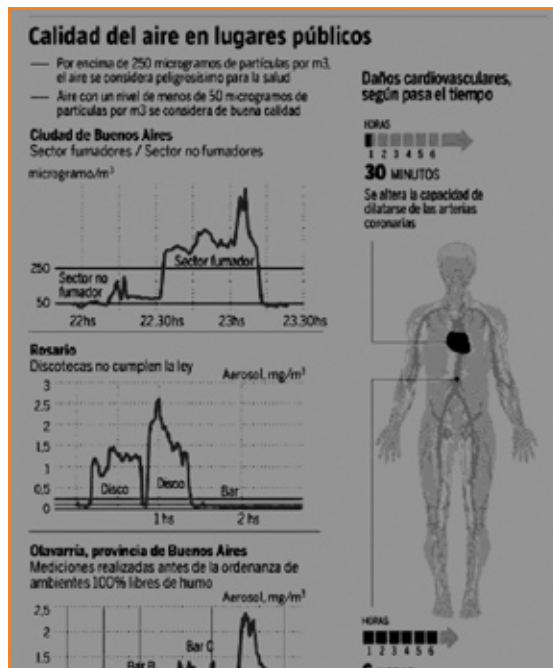 Calidad del aire en lugares públicos
Por encima de 250 microgramos de partículas por m3,
el aire se considera peligrosísimo para la salud
Aire con un nivel de menos de 50 microgramos de
partículas por m3 se considera de buena calidad
Ciudad de Buenos Aires
Sector fumadores / Sector no fumadores
microgramo/m³
250
50
Sector no
fumador
Sector fumador
22hs 22.30hs 23hs 23.30hs
Rosario
Discotecas no cumplen la ley
Aerosol, mg/m³
3
2,5
2
1,5
1
0,5
0
Disco Disco Bar
1 hs 2 hs
Olavarría, provincia de Buenos Aires
Mediciones realizadas antes de la ordenanza de
ambientes 100% libres de humo
Aerosol, mg/m³
2,5
2
1,5
Bar C
Bar B
Daños cardiovasculares,
según pasa el tiempo
HORAS
1 2 3 4 5 6
30 MINUTOS
Se altera la capacidad de
dilatarse de las arterias
coronarias
HORAS
1 2 3 4 5 6